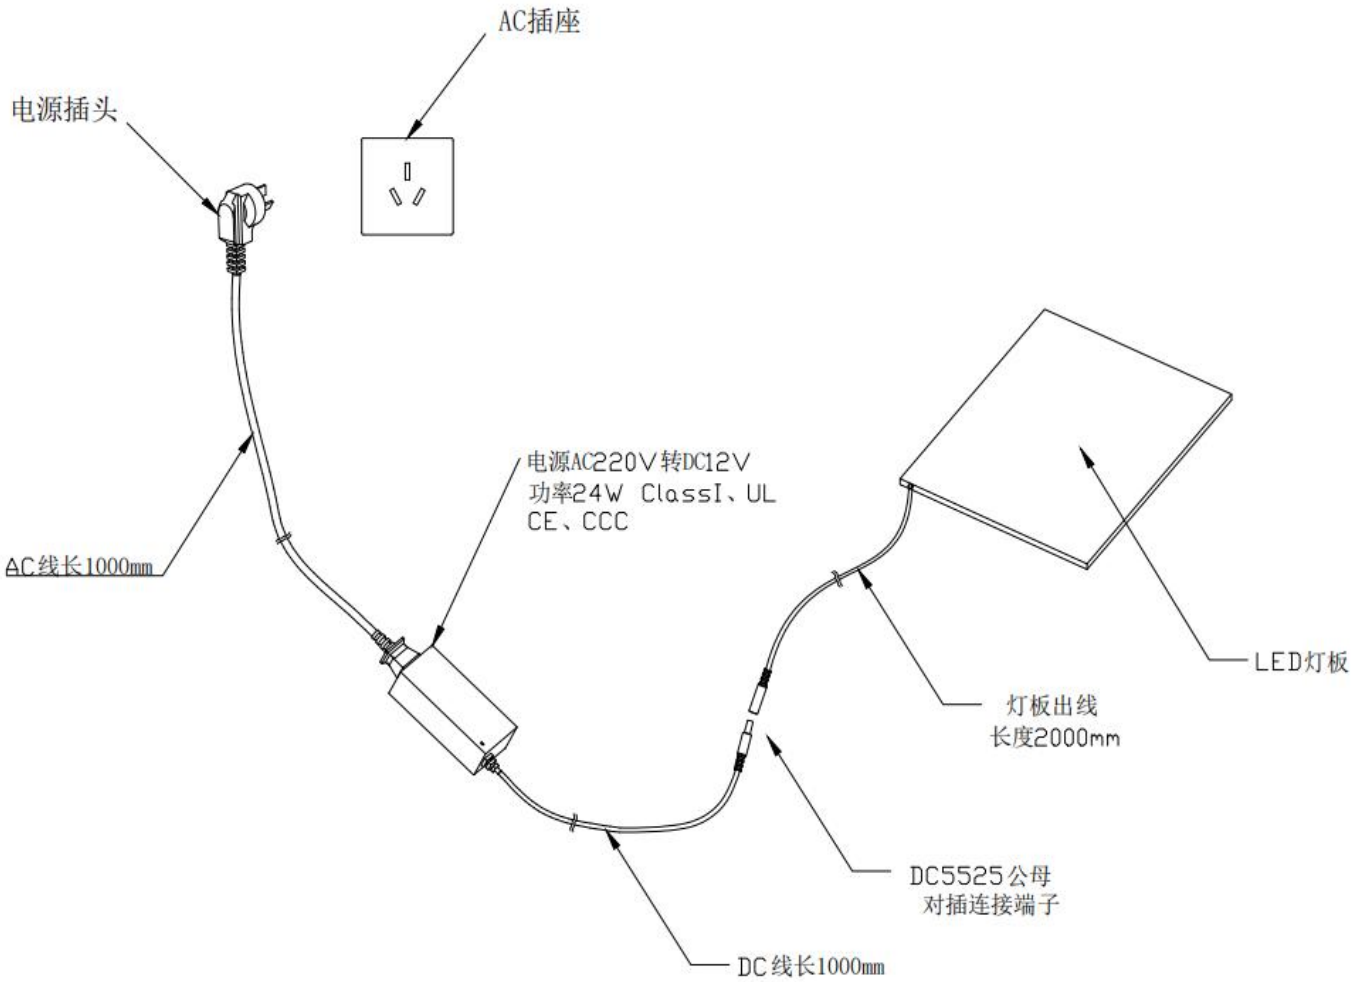 AC插座
电源插头
电源AC220V转DC12V
功率24W ClassI、UL
CE、CCC
AC线长1000mm
LED灯板
灯板出线
长度2000mm
DC5525公母
对插连接端子
DC线长1000mm